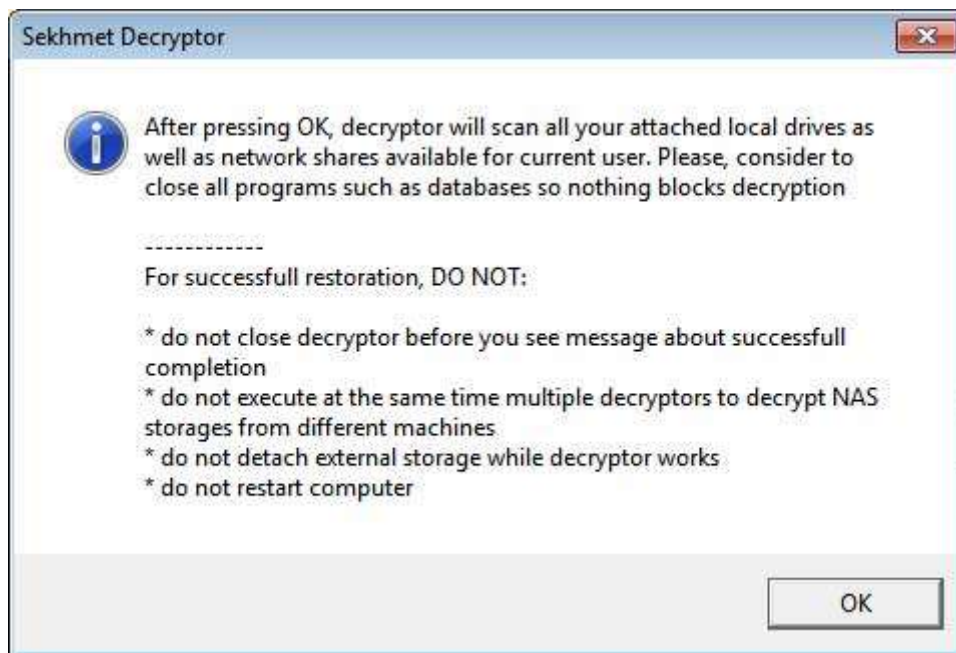 Sekhmet Decryptor
After pressing OK, decryptor will scan all your attached local drives as
well as network shares available for current user. Please, consider to
close all programs such as databases so nothing blocks decryption
------------
For successfull restoration, DO NOT:
* do not close decryptor before you see message about successfull
completion
* do not execute at the same time multiple decryptors to decrypt NAS
storages from different machines
* do not detach external storage while decryptor works
* do not restart computer
OK